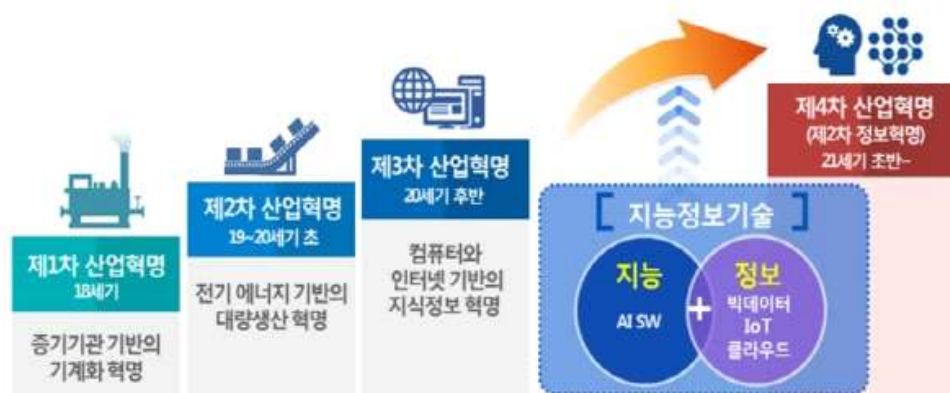 제1차 산업혁명
18세기
증기기관 기반의
기계화 혁명
제2차 산업혁명
19~20세기 초
전기 에너지 기반의
대량생산 혁명
제3차 산업혁명
20세기 후반
컴퓨터와
인터넷 기반의
지식정보 혁명
[ 지능정보기술 ]
지능
AI SW
+
정보
빅데이터
IoT
클라우드
제4차 산업혁명
(제2차 정보혁명)
21세기 초반~